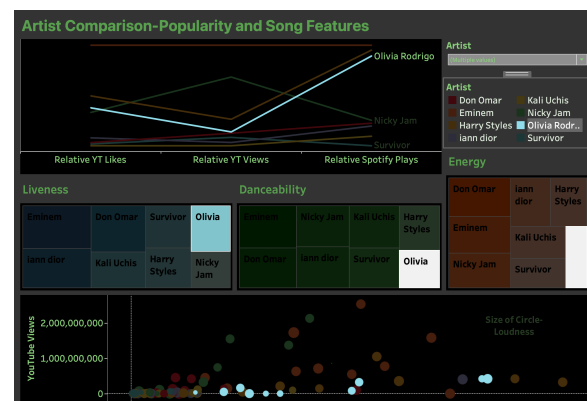 Artist Comparison-Popularity and Song Features
Olivia Rodrigo
Nicky Jam
Survivor
Relative YT Likes
Relative YT Views
Relative Spotify Plays
Artist
(Multiple values)
Artist
Don Omar
Kali Uchis
Eminem
Nicky Jam
Harry Styles
Olivia Rodr..
iann dior
Survivor
Liveness
Eminem
Don Omar
Survivor
Olivia
iann dior
Kali Uchis
Harry
Styles
Nicky
Jam
Danceability
Eminem
Nicky Jam
Kali Uchis
Harry
Styles
Don Omar
iann dior
Survivor
Olivia
Energy
Don Omar
iann
dior
Harry
Styles
Eminem
Kali Uchis
Nicky Jam
Survivor
YouTube Views
2,000,000,000
1,000,000,000
0
Size of Circle-
Loudness